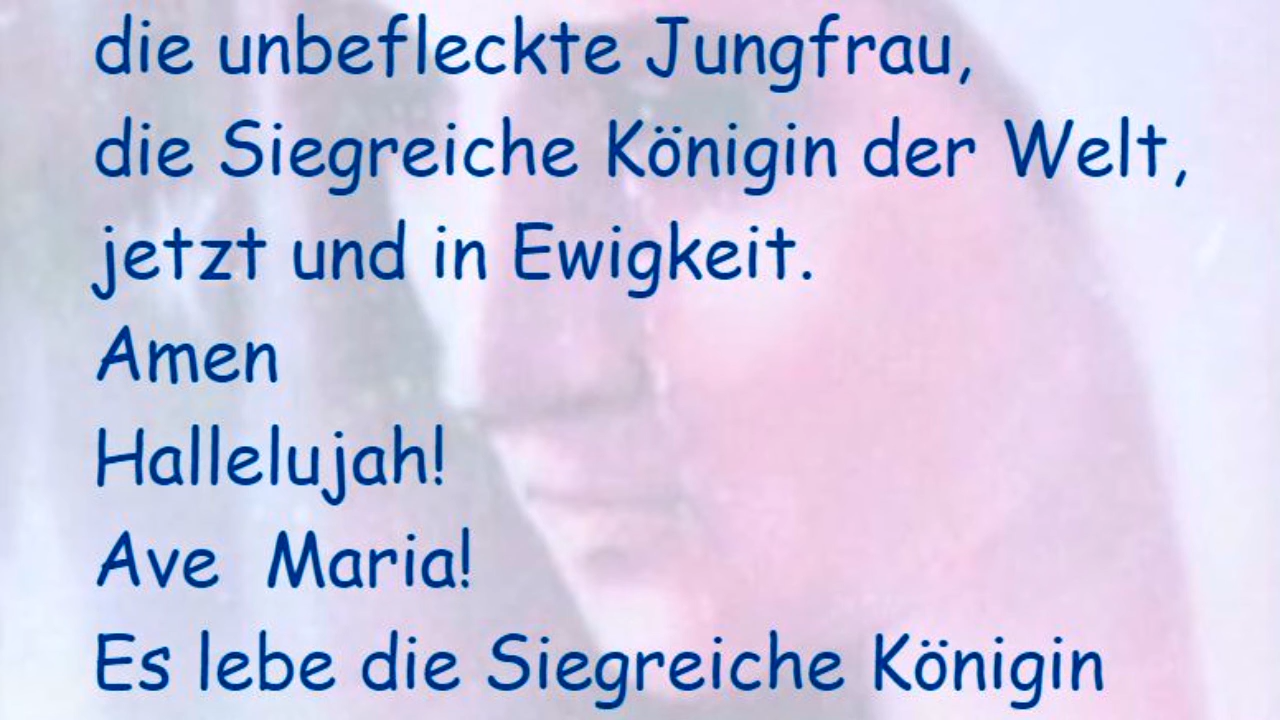 die unbefleckte Jungfrau,
die Siegreiche Königin der Welt,
jetzt und in Ewigkeit.
Amen
Hallelujah!
Ave Maria!
Es lebe die Siegreiche Königin